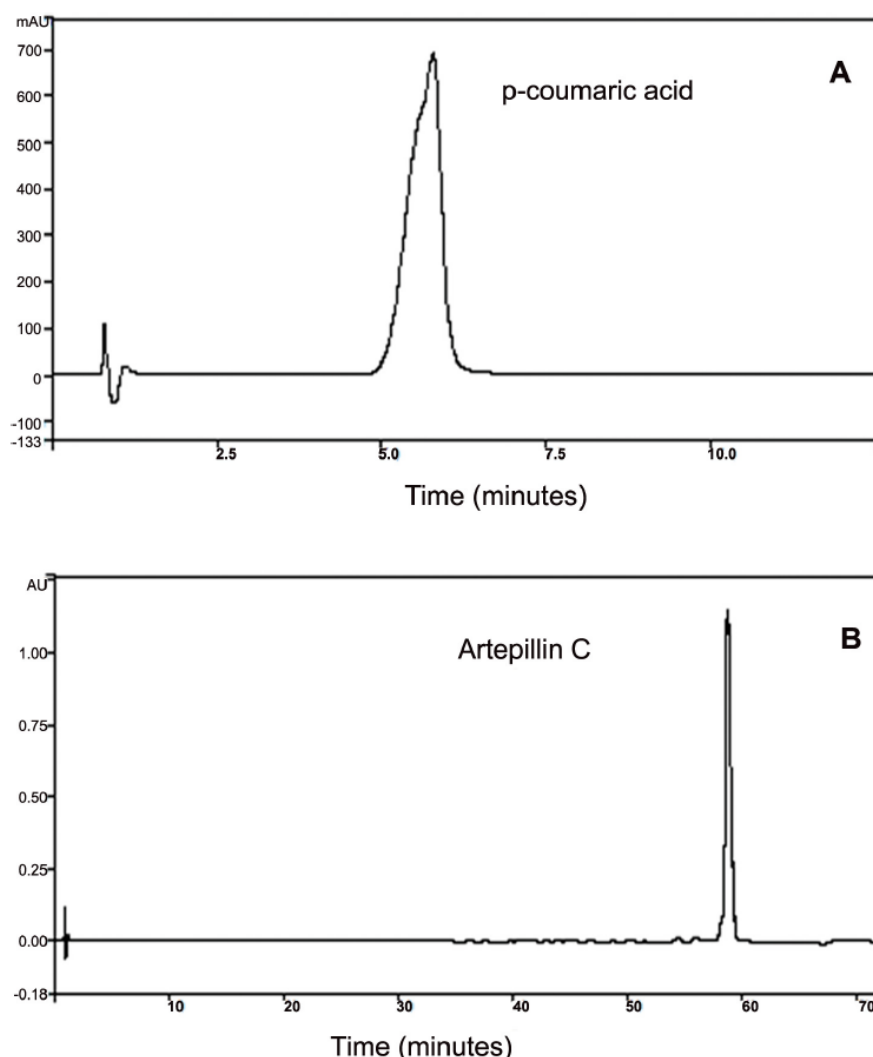 mAU
700
A
p-coumaric acid
600
500
400
300
200
100
0
-100
-133
2.5 5.0 7.5 10.0
Time (minutes)
AU
B
Artepillin C
1.00
0.75
0.50
0.25
0.00
-0.18
10 20 30 40 50 60 70
Time (minutes)